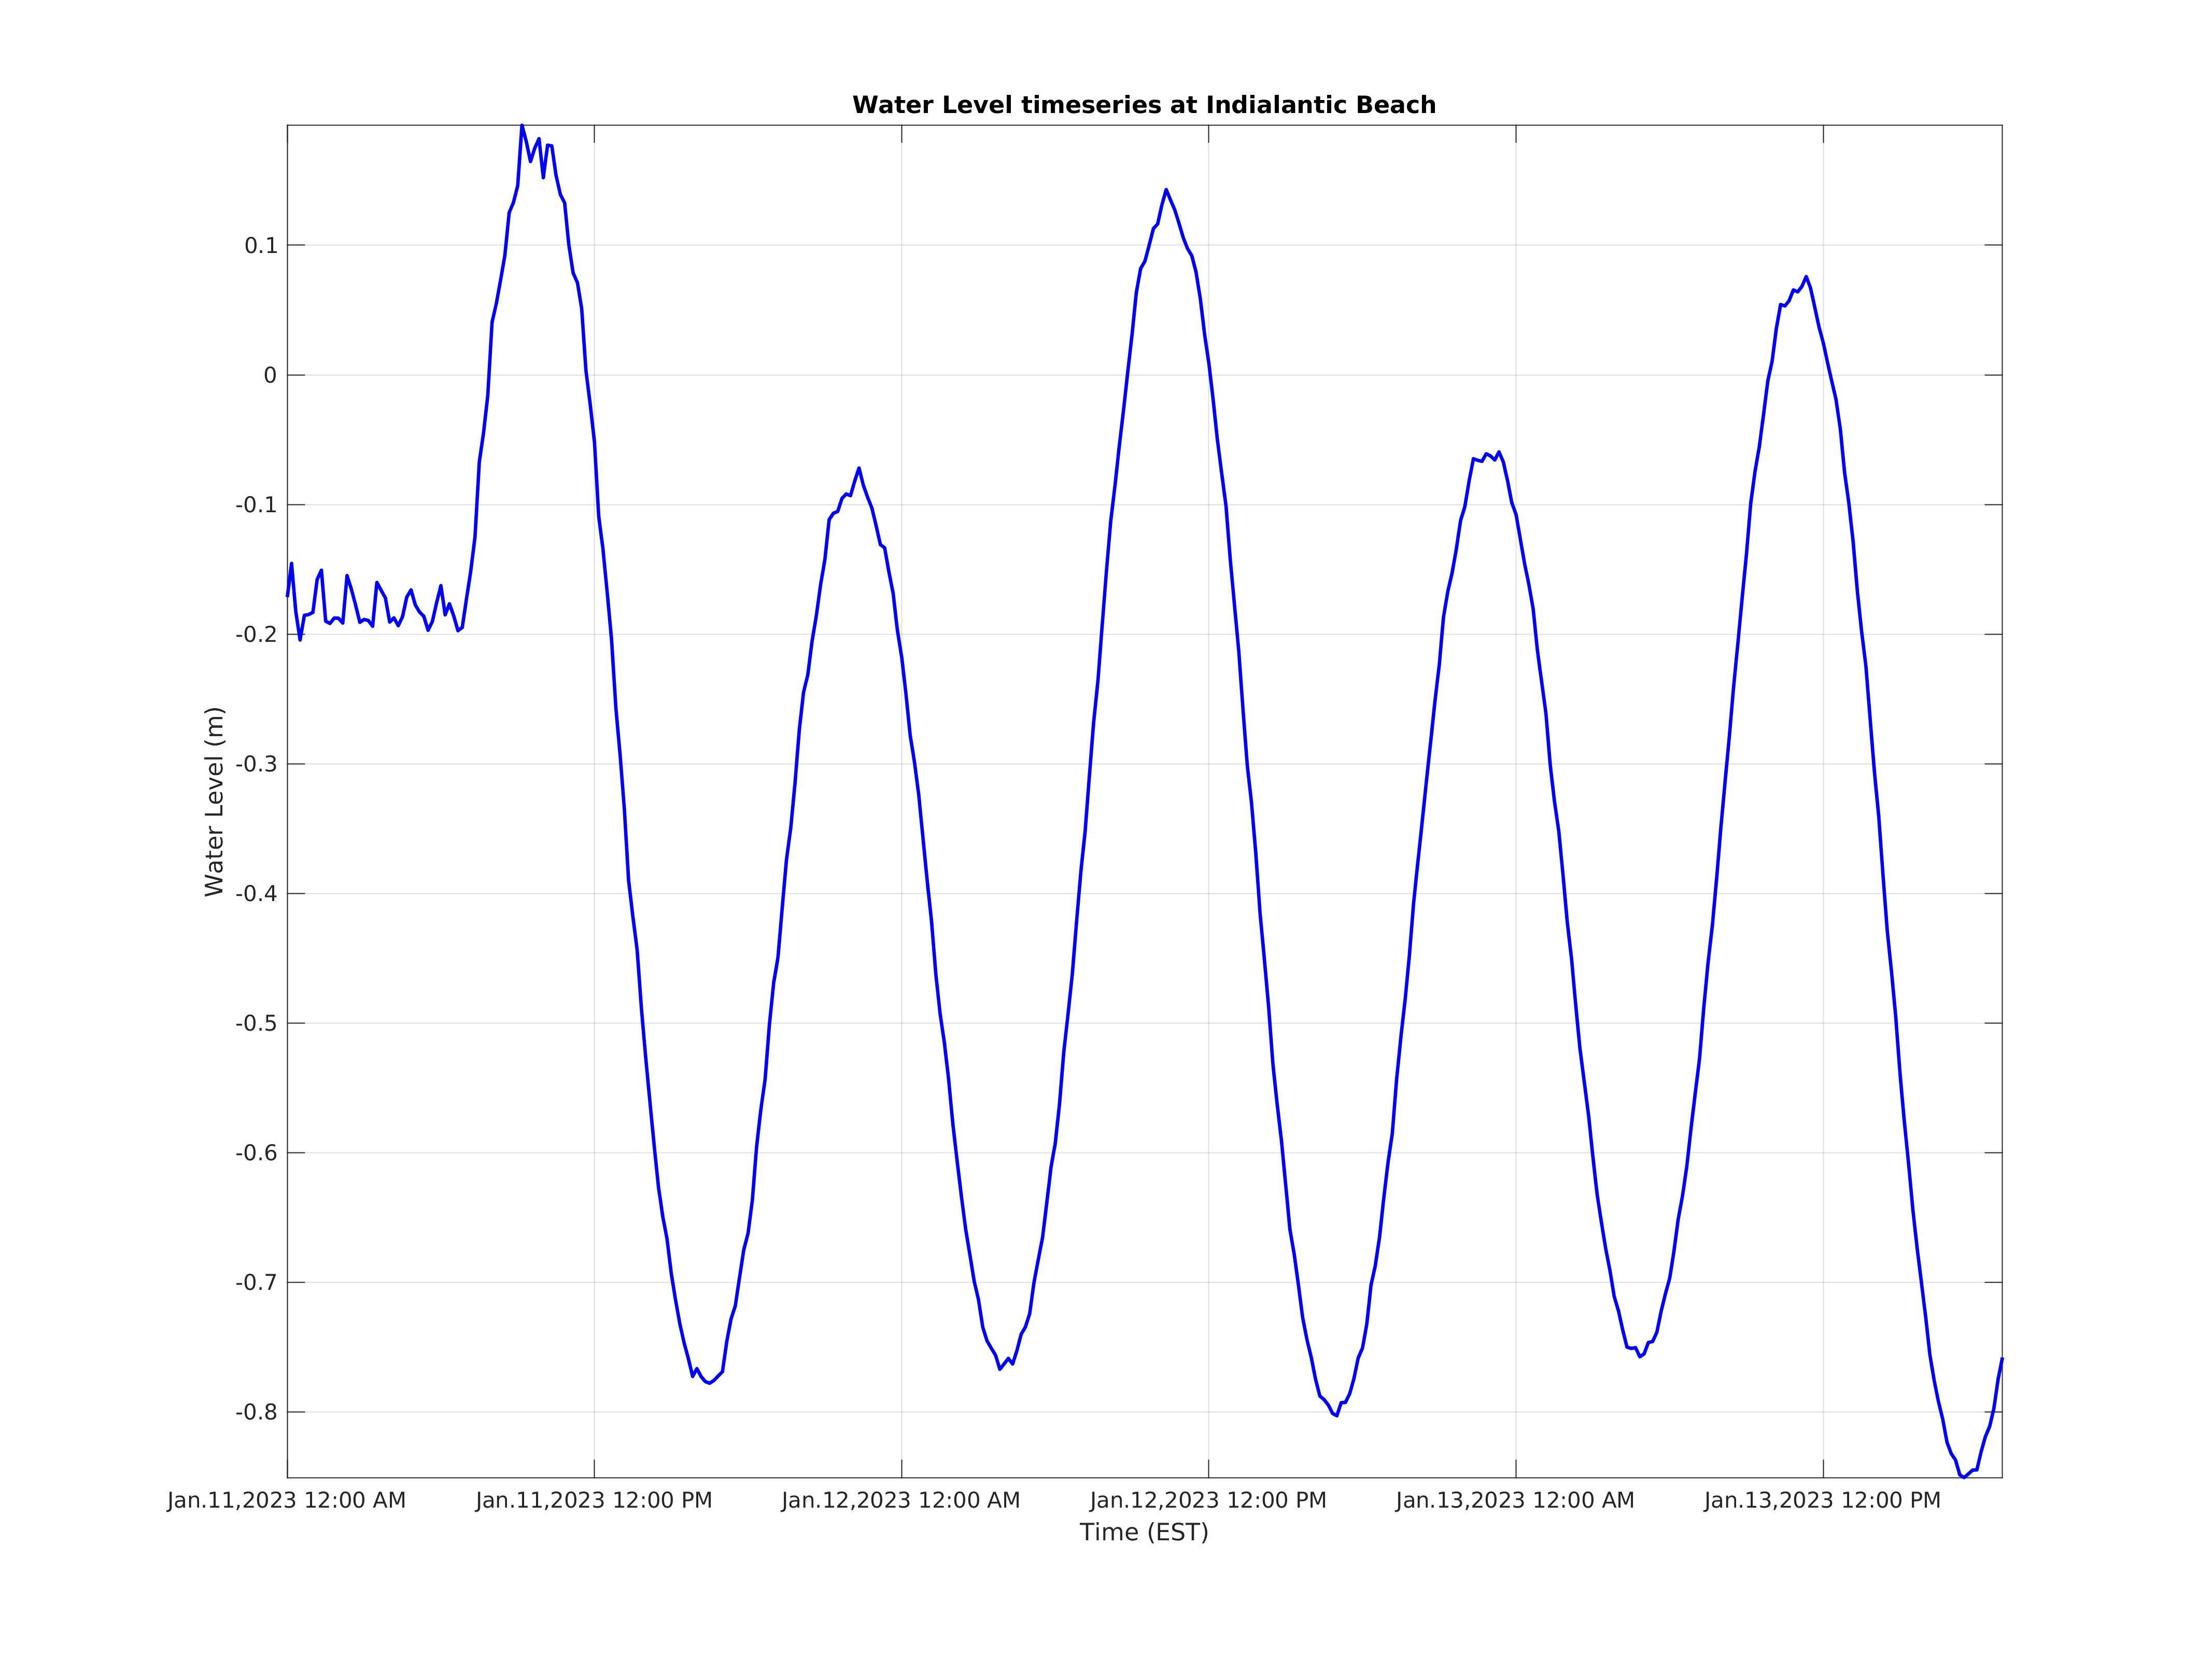 Water Level timeseries at Indialantic Beach
0.1
0
-0.1
-0.2
-0.3
-0.4
-0.5
-0.6
-0.7
-0.8
Water Level (m)
Jan.11,2023 12:00 AM
Jan.11,2023 12:00 PM
Jan.12,2023 12:00 AM
Jan.12,2023 12:00 PM
Jan.13,2023 12:00 AM
Jan.13,2023 12:00 PM
Time (EST)